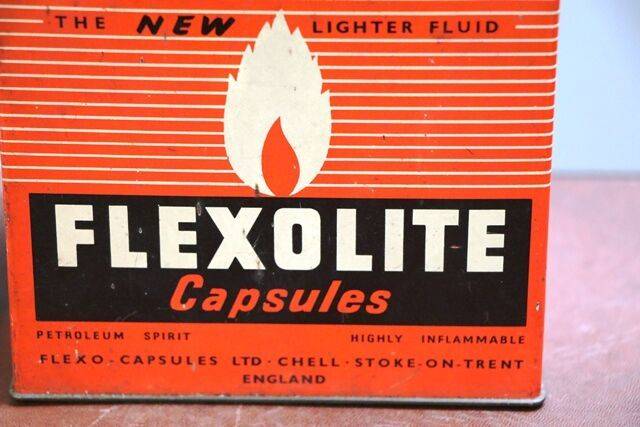 THE NEW LIGHTER FLUID
FLEXOLITE
Capsules
PETROLEUM SPIRIT HIGHLY INFLAMMABLE
FLEXO-CAPSULES LTD · CHELL · STOKE-ON-TRENT
ENGLAND